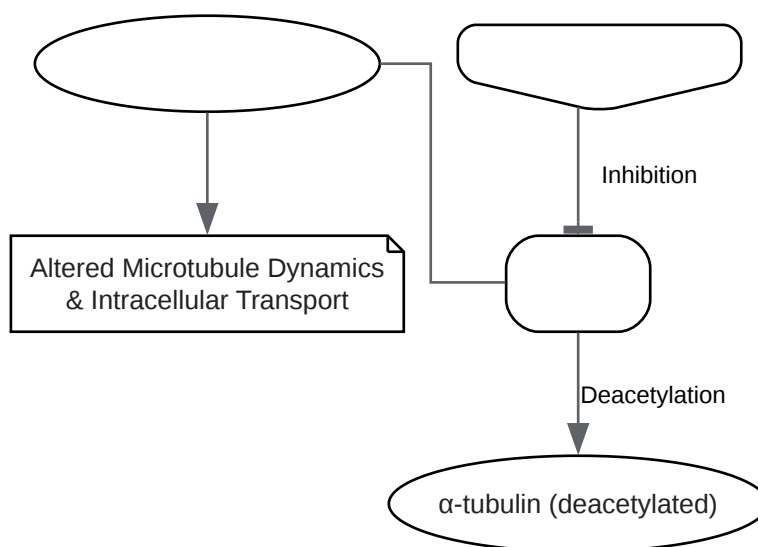 Inhibition
Altered Microtubule Dynamics
& Intracellular Transport
Deacetylation
α-tubulin (deacetylated)